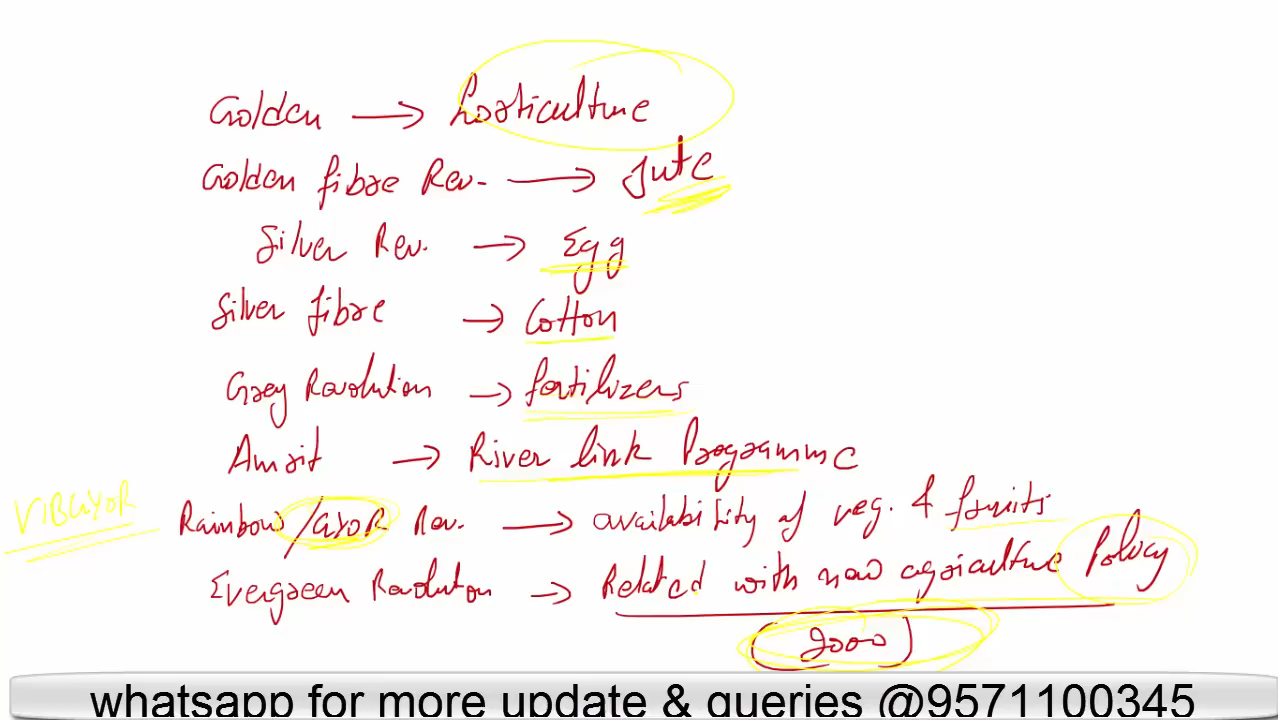 Golden → horticulture
Golden fibre Rev. → Jute
Silver Rev. → Egg
Silver fibre → Cotton
Grey Revolution → fertilizers
Amrit → River link Programme
VIBGYOR
Rainbow / GYOR Rev. → availability of veg. & fruits
Evergreen Revolution → Related with new agriculture Policy
(2000)
whatsapp for more update & queries @9571100345